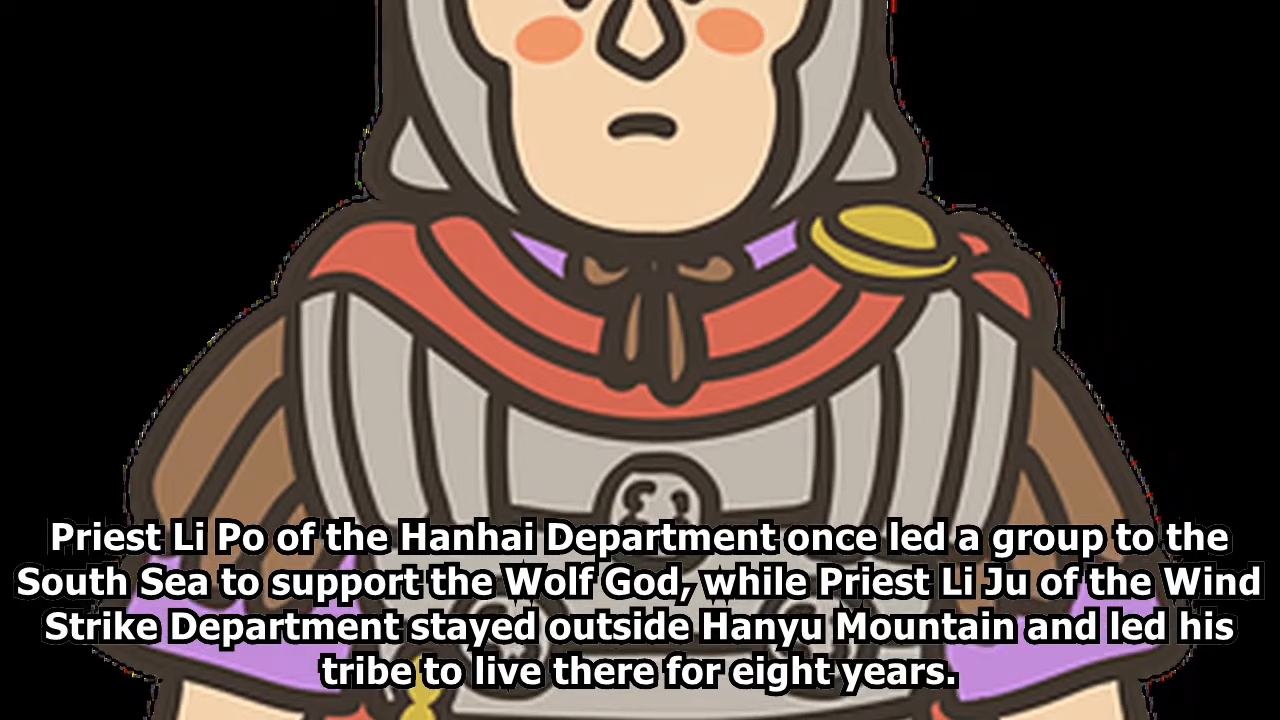 Priest Li Po of the Hanhai Department once led a group to the
South Sea to support the Wolf God, while Priest Li Ju of the Wind
Strike Department stayed outside Hanyu Mountain and led his
tribe to live there for eight years.